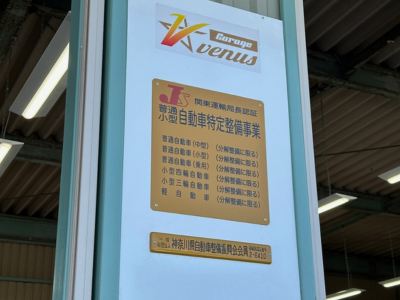 Garage
Venus
関東運輸局長認証
普通
小型
自動車特定整備事業
普通自動車(中型) (分解整備に限る)
普通自動車(小型) (分解整備に限る)
普通自動車(乗用) (分解整備に限る)
小型四輪自動車 (分解整備に限る)
小型三輪自動車 (分解整備に限る)
軽自動車 (分解整備に限る)
神奈川県自動車整備振興会会員